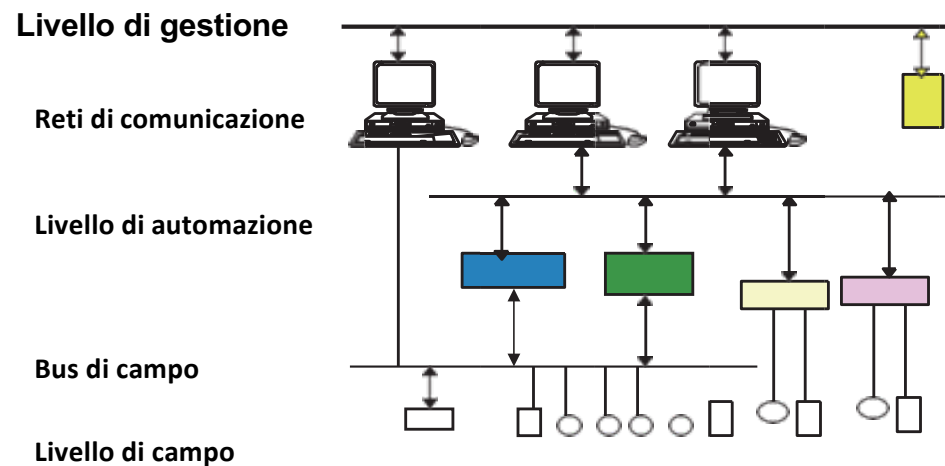 Livello di gestione
Reti di comunicazione
Livello di automazione
Bus di campo
Livello di campo